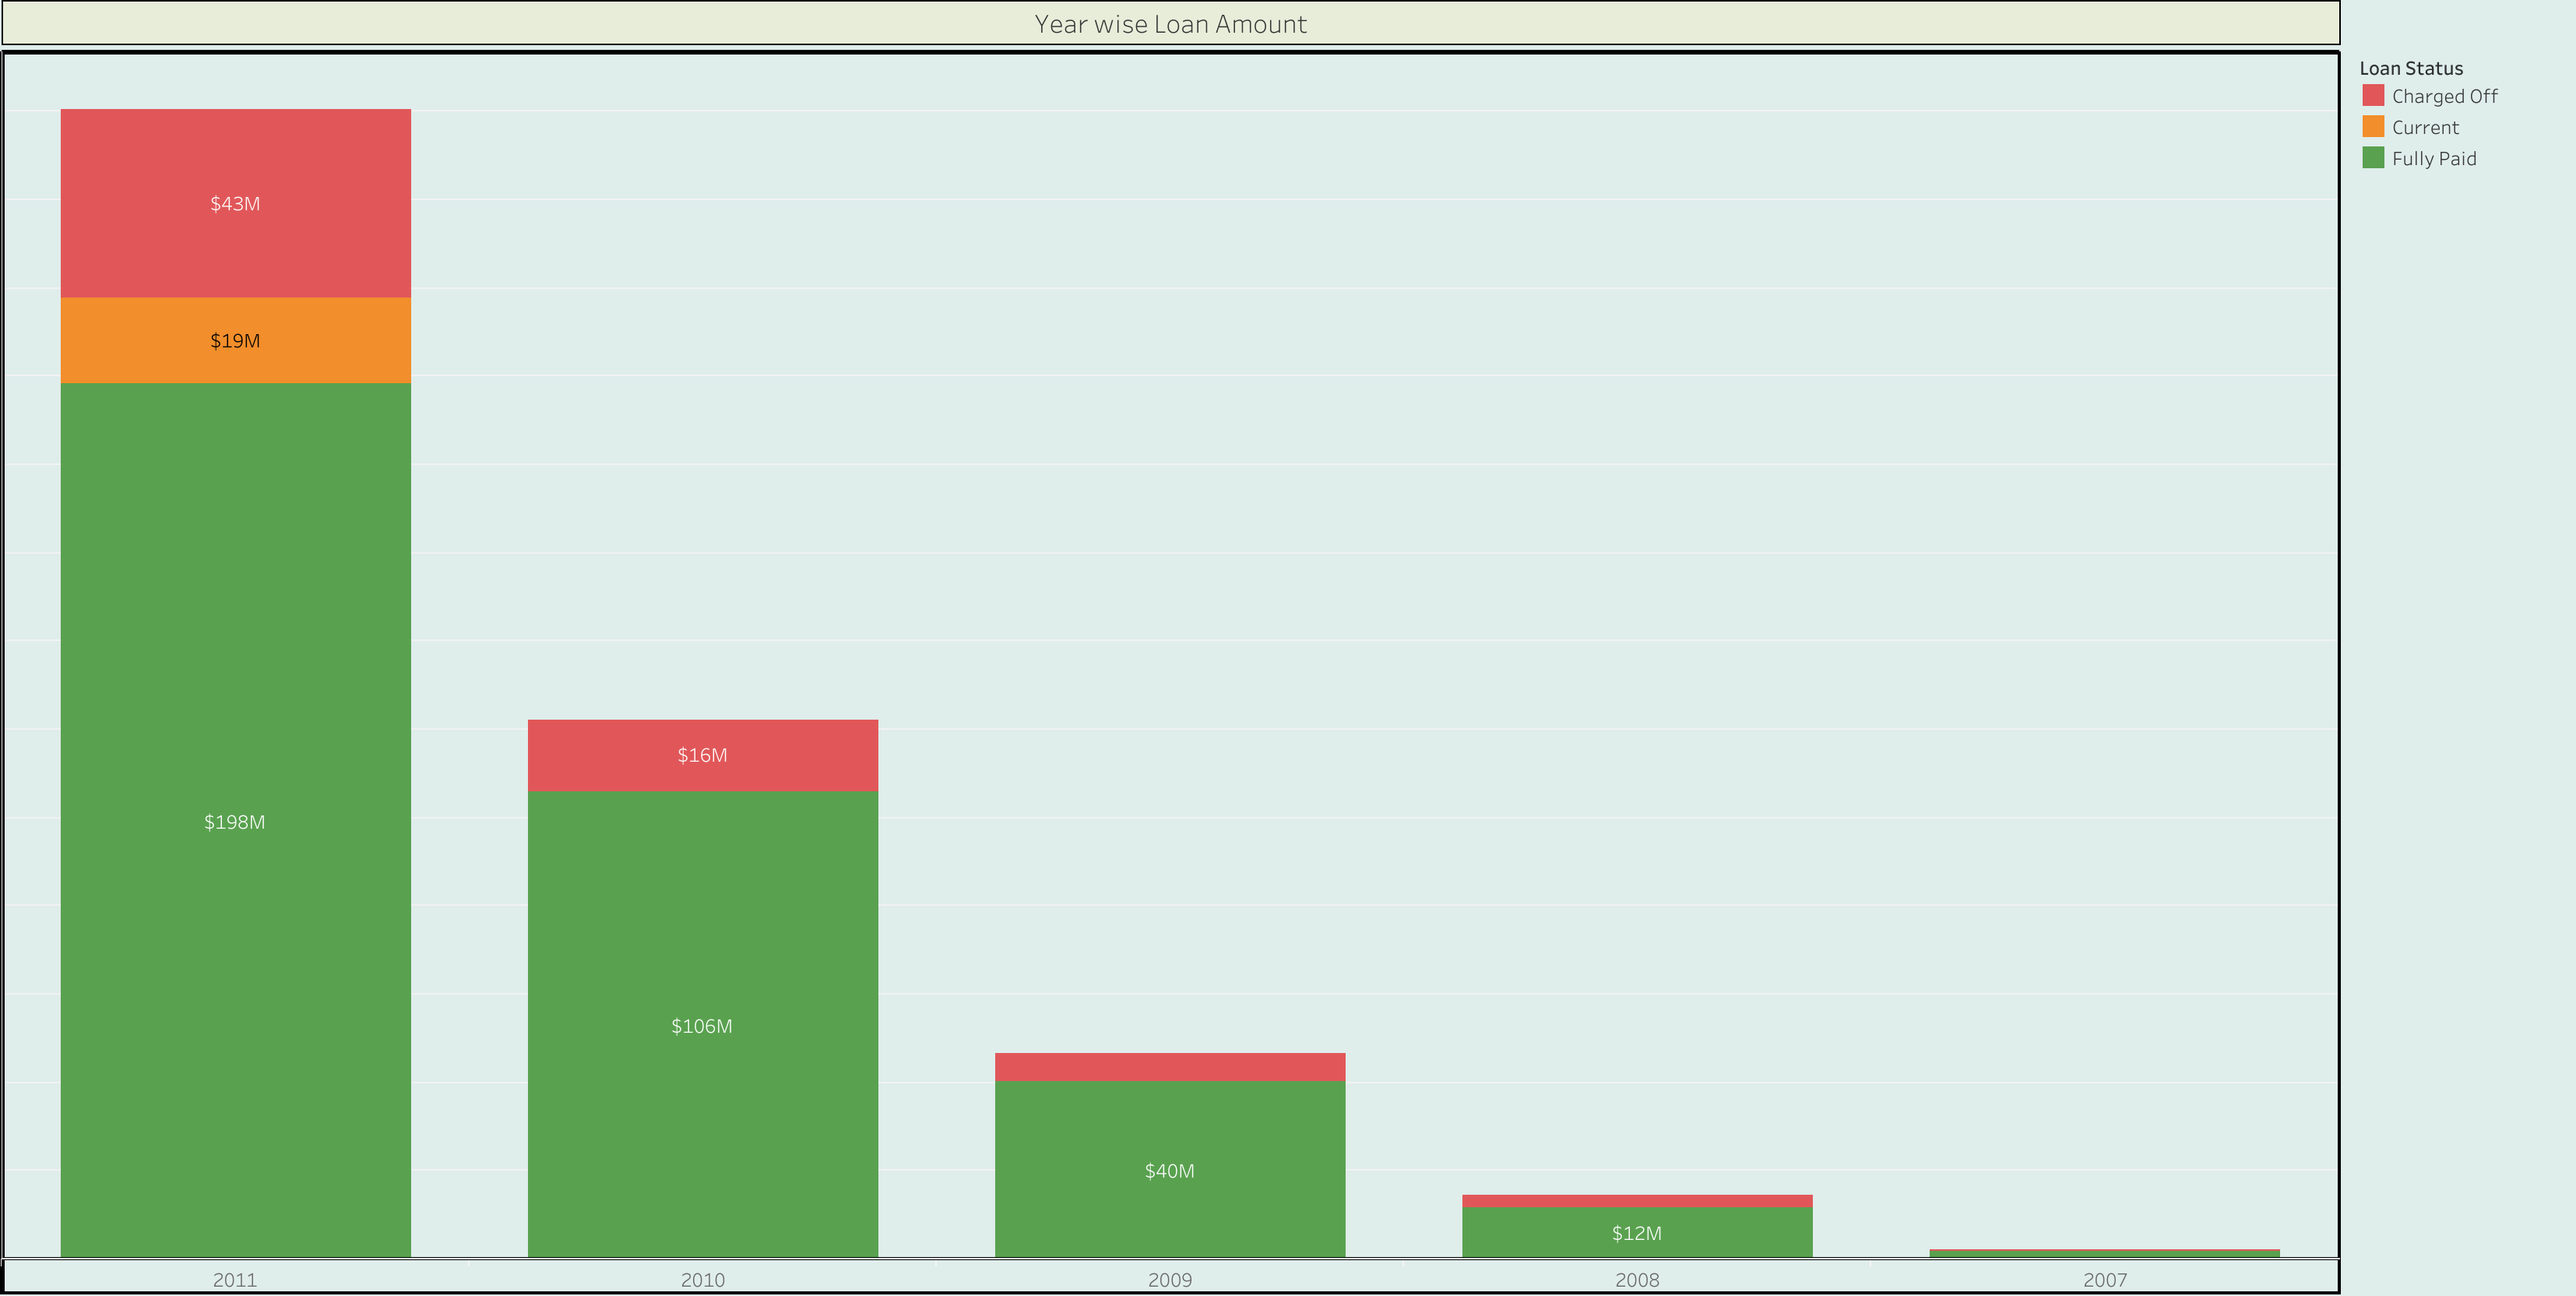 Year wise Loan Amount
Loan Status
Charged Off
Current
Fully Paid
$43M
$19M
$198M
$16M
$106M
$40M
$12M
2011 2010 2009 2008 2007